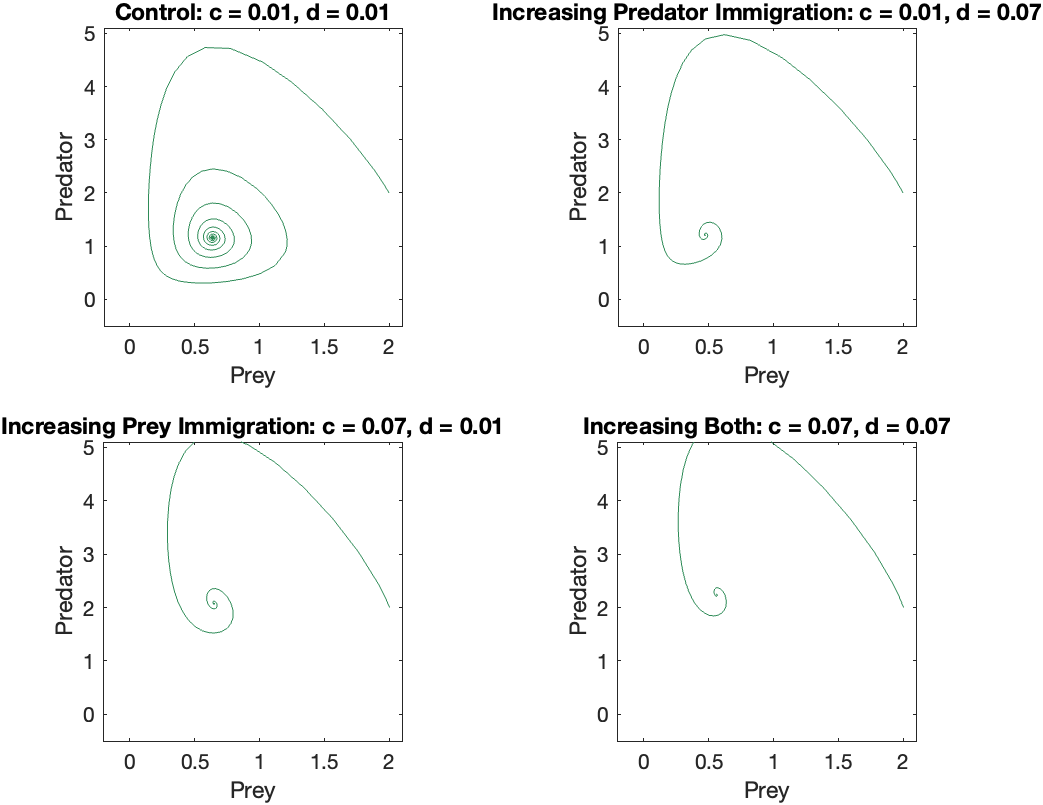 Control: c = 0.01, d = 0.01
5
4
3
2
1
0
Predator
0 0.5 1 1.5 2
Prey
Increasing Predator Immigration: c = 0.01, d = 0.07
5
4
3
2
1
0
Predator
0 0.5 1 1.5 2
Prey
Increasing Prey Immigration: c = 0.07, d = 0.01
5
4
3
2
1
0
Predator
0 0.5 1 1.5 2
Prey
Increasing Both: c = 0.07, d = 0.07
5
4
3
2
1
0
Predator
0 0.5 1 1.5 2
Prey